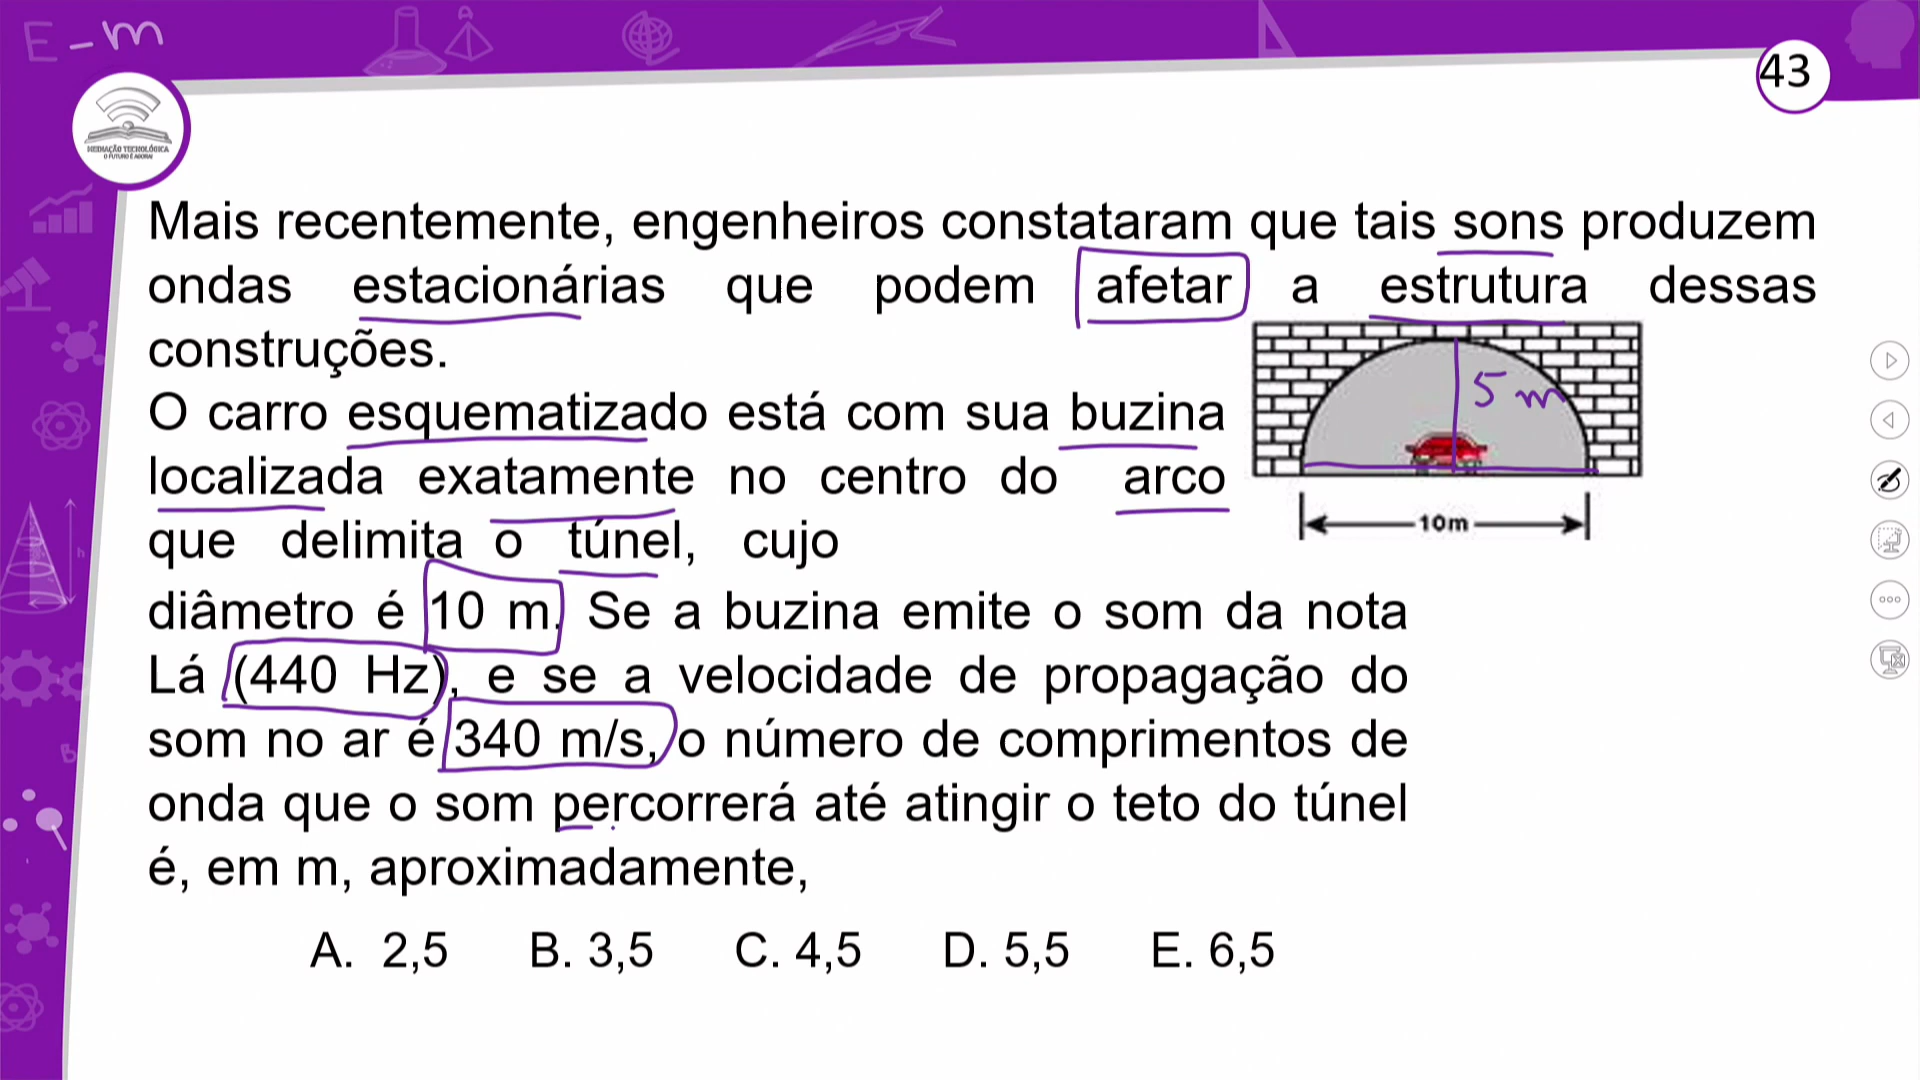 E - m
43
MEDIAÇÃO TECNOLÓGICA
O FUTURO É AGORA!
Mais recentemente, engenheiros constataram que tais sons produzem
ondas estacionárias que podem afetar a estrutura dessas
construções.
O carro esquematizado está com sua buzina
localizada exatamente no centro do arco
que delimita o túnel, cujo
diâmetro é 10 m. Se a buzina emite o som da nota
Lá (440 Hz), e se a velocidade de propagação do
som no ar é 340 m/s, o número de comprimentos de
onda que o som percorrerá até atingir o teto do túnel
é, em m, aproximadamente,
5 m
10m
A. 2,5 B. 3,5 C. 4,5 D. 5,5 E. 6,5